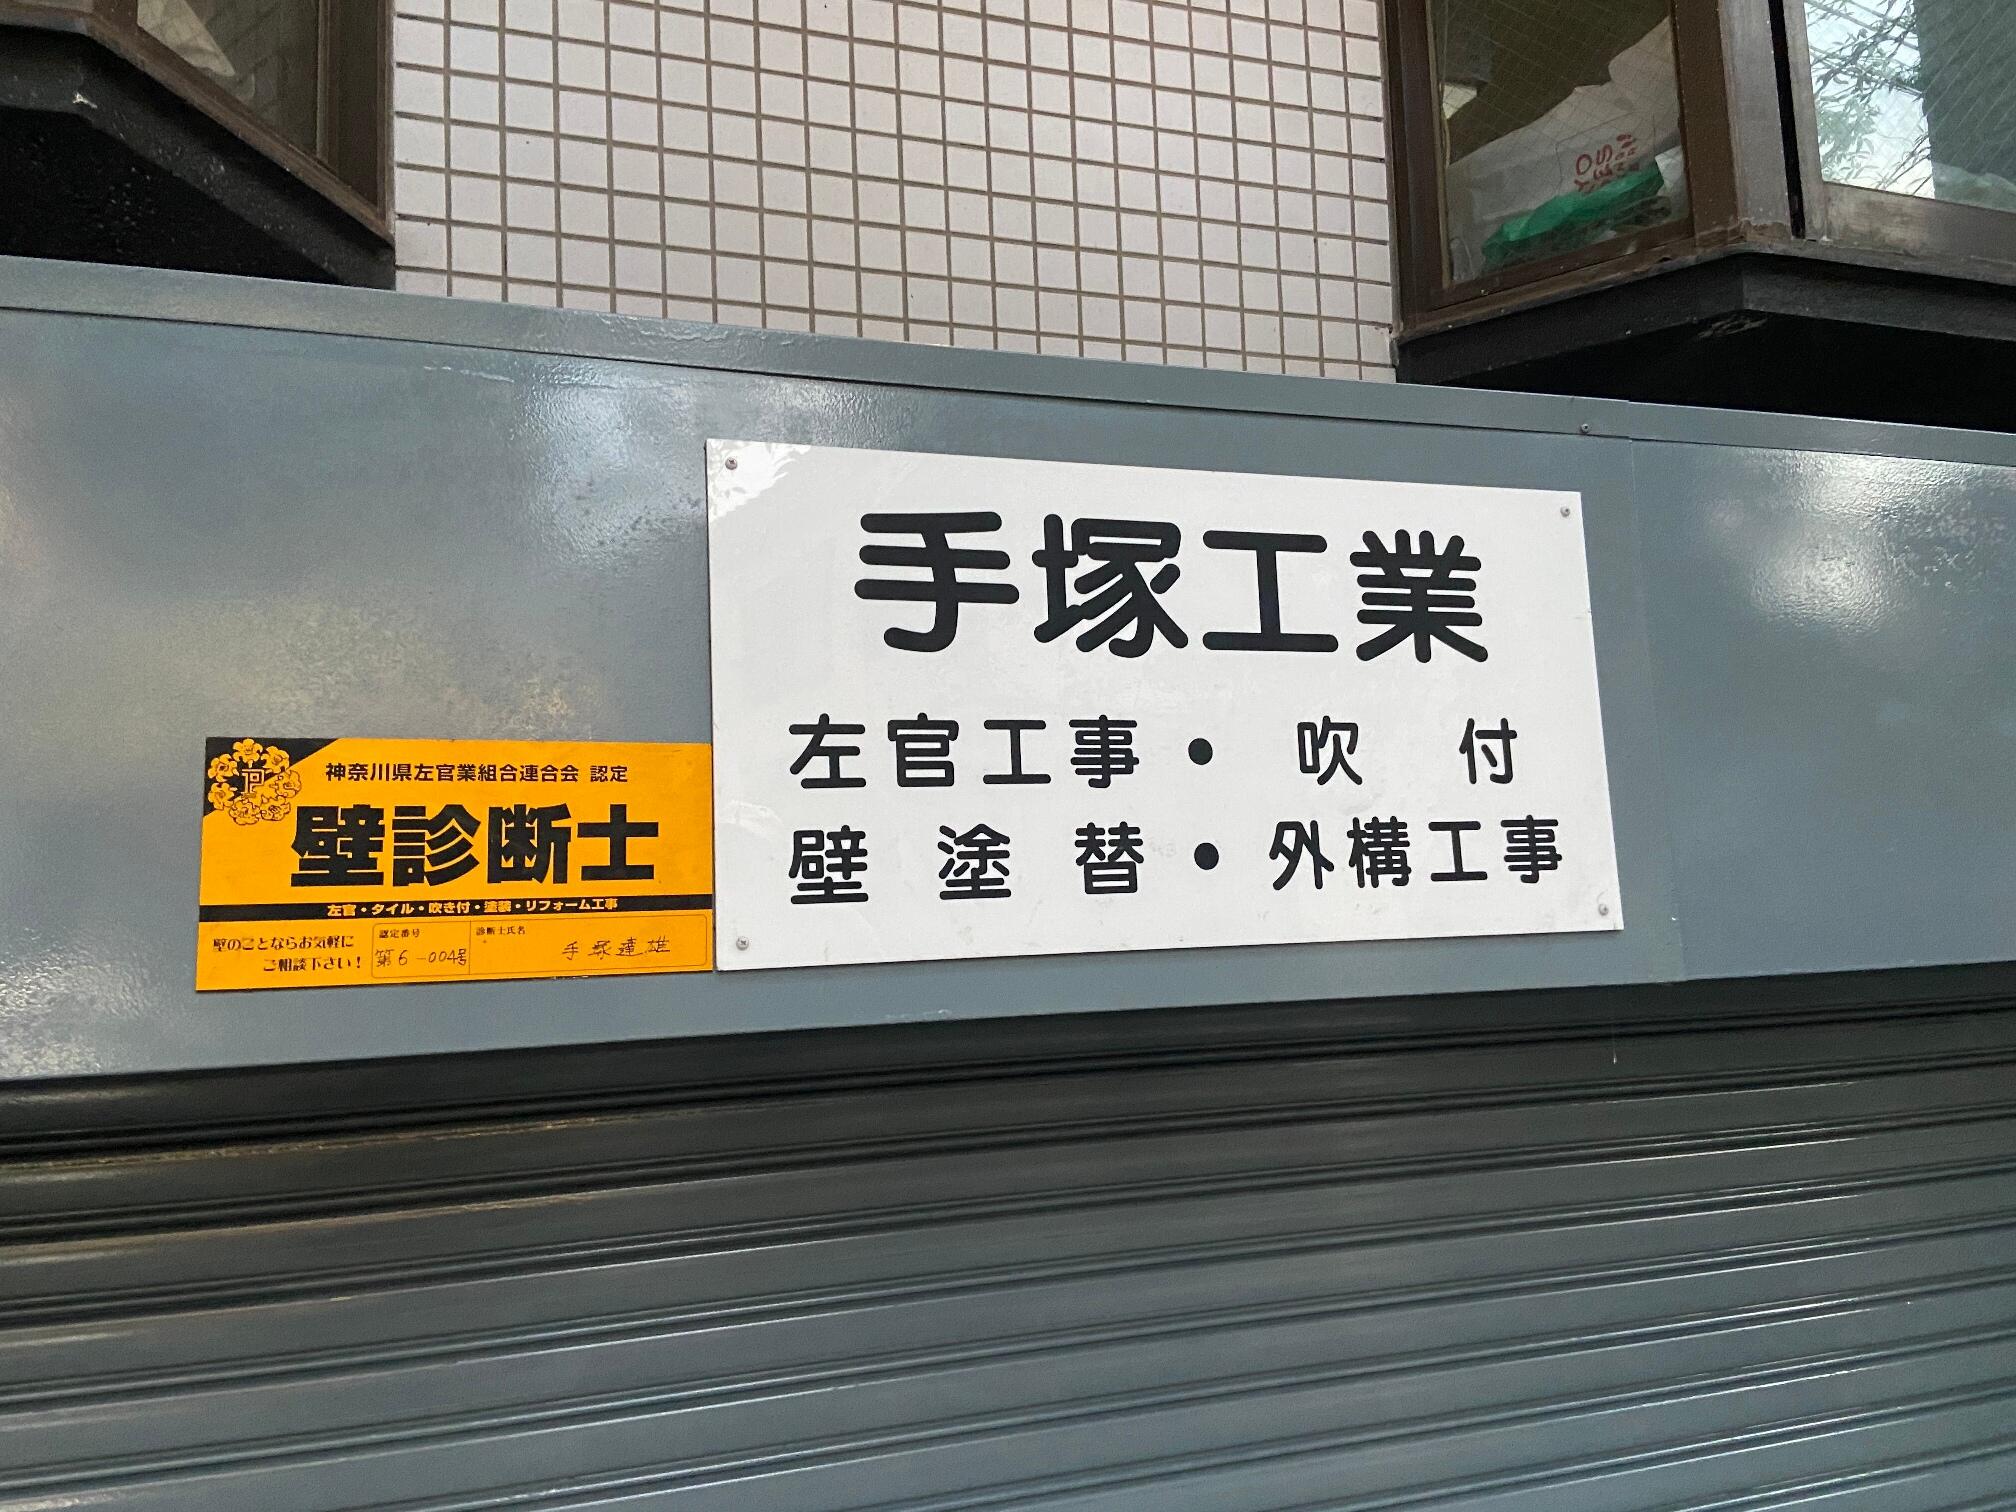 手塚工業
左官工事・吹付
壁塗替・外構工事
神奈川県左官業組合連合会 認定
壁診断士
左官・タイル・吹き付・塗装・リフォーム工事
壁のことならお気軽に
ご相談下さい!
認定番号
第6-004号
診断士氏名
手塚達雄